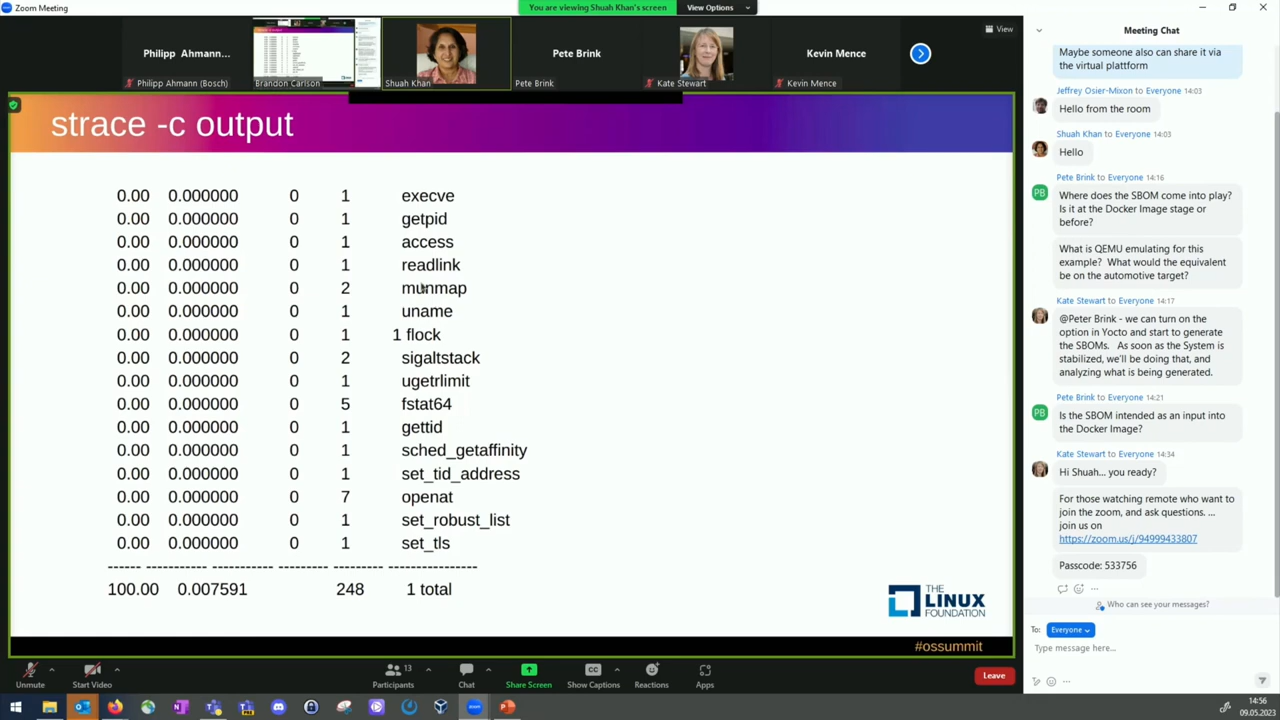 Zoom Meeting
You are viewing Shuah Khan's screen
View Options
Philipp Ahmann...
Pete Brink
Kevin Mence
View
Philipp Ahmann (Bosch)
Brandon Carlson
Shuah Khan
Pete Brink
Kate Stewart
Kevin Mence
strace -c output
0.00 0.000000 0 1 execve
0.00 0.000000 0 1 getpid
0.00 0.000000 0 1 access
0.00 0.000000 0 1 readlink
0.00 0.000000 0 2 munmap
0.00 0.000000 0 1 uname
0.00 0.000000 0 1 1 flock
0.00 0.000000 0 2 sigaltstack
0.00 0.000000 0 1 ugetrlimit
0.00 0.000000 0 5 fstat64
0.00 0.000000 0 1 gettid
0.00 0.000000 0 1 sched_getaffinity
0.00 0.000000 0 1 set_tid_address
0.00 0.000000 0 7 openat
0.00 0.000000 0 1 set_robust_list
0.00 0.000000 0 1 set_tls
------ ----------- ----------- --------- --------- ----------------
100.00 0.007591 248 1 total
THE
LINUX
FOUNDATION
#ossummit
Meeting Chat
Maybe someone also can share it via
the virtual plattform
Jeffrey Osier-Mixon to Everyone 14:03
Hello from the room
Shuah Khan to Everyone 14:03
Hello
Pete Brink to Everyone 14:16
PB
Where does the SBOM come into play?
Is it at the Docker Image stage or
before?
What is QEMU emulating for this
example? What would the equivalent
be on the automotive target?
Kate Stewart to Everyone 14:17
@Peter Brink - we can turn on the
option in Yocto and start to generate
the SBOMs. As soon as the System is
stabilized, we'll be doing that, and
analyzing what is being generated.
Pete Brink to Everyone 14:21
PB
Is the SBOM intended as an input into
the Docker Image?
Kate Stewart to Everyone 14:34
Hi Shuah... you ready?
For those watching remote who want to
join the zoom, and ask questions. ...
join us on
https://zoom.us/j/94999433807
Passcode: 533756
Who can see your messages?
To: Everyone
Type message here...
Unmute
Start Video
13
Participants
Chat
Share Screen
CC
Show Captions
Reactions
Apps
Leave
14:56
09.05.2023